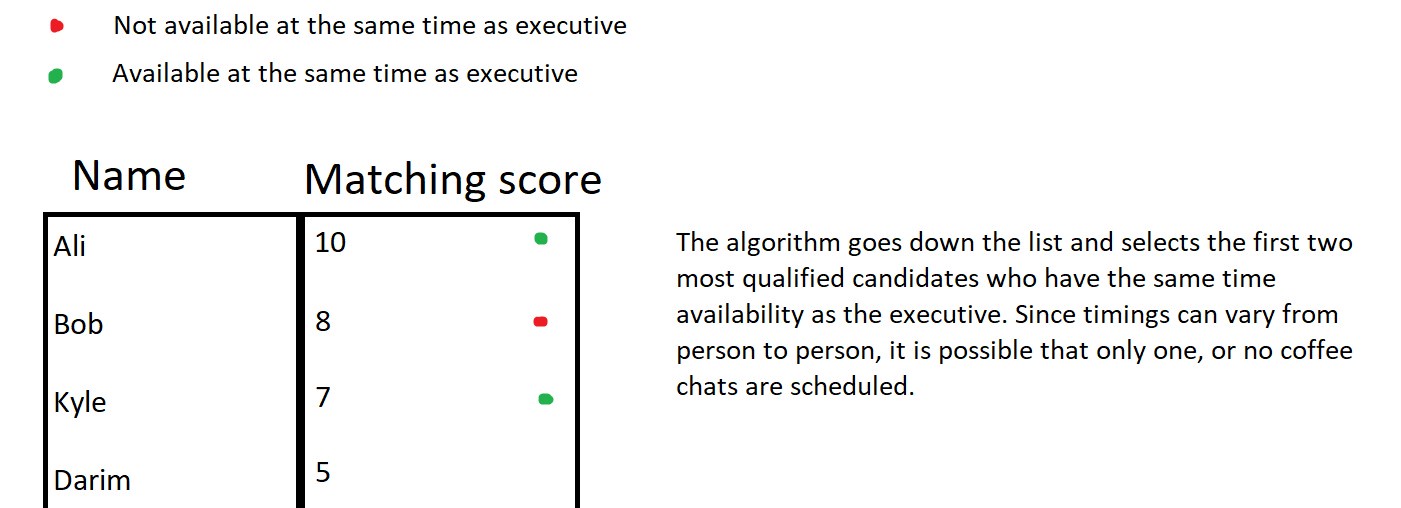 Not available at the same time as executive
Available at the same time as executive
Name Matching score
Ali 10
Bob 8
Kyle 7
Darim 5
The algorithm goes down the list and selects the first two
most qualified candidates who have the same time
availability as the executive. Since timings can vary from
person to person, it is possible that only one, or no coffee
chats are scheduled.